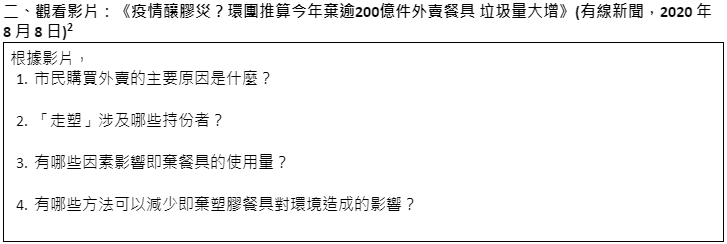 二、觀看影片：《疫情釀膠災？環團推算今年棄逾200億件外賣餐具 垃圾量大增》(有線新聞，2020 年
8 月 8 日)2
根據影片，
1. 市民購買外賣的主要原因是什麼？
2. 「走塑」涉及哪些持份者？
3. 有哪些因素影響即棄餐具的使用量？
4. 有哪些方法可以減少即棄塑膠餐具對環境造成的影響？